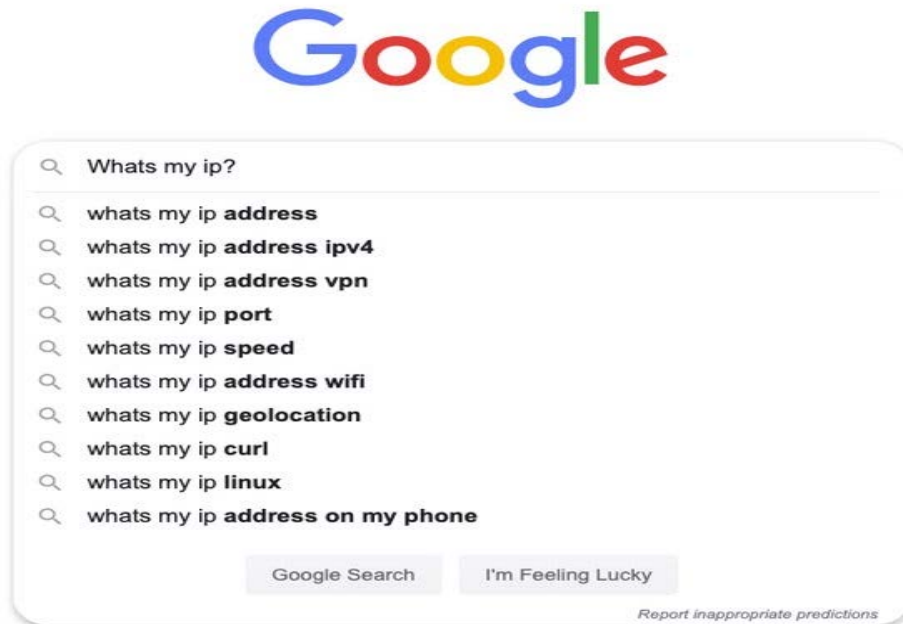 Google
Whats my ip?
whats my ip address
whats my ip address ipv4
whats my ip address vpn
whats my ip port
whats my ip speed
whats my ip address wifi
whats my ip geolocation
whats my ip curl
whats my ip linux
whats my ip address on my phone
Google Search I'm Feeling Lucky
Report inappropriate predictions